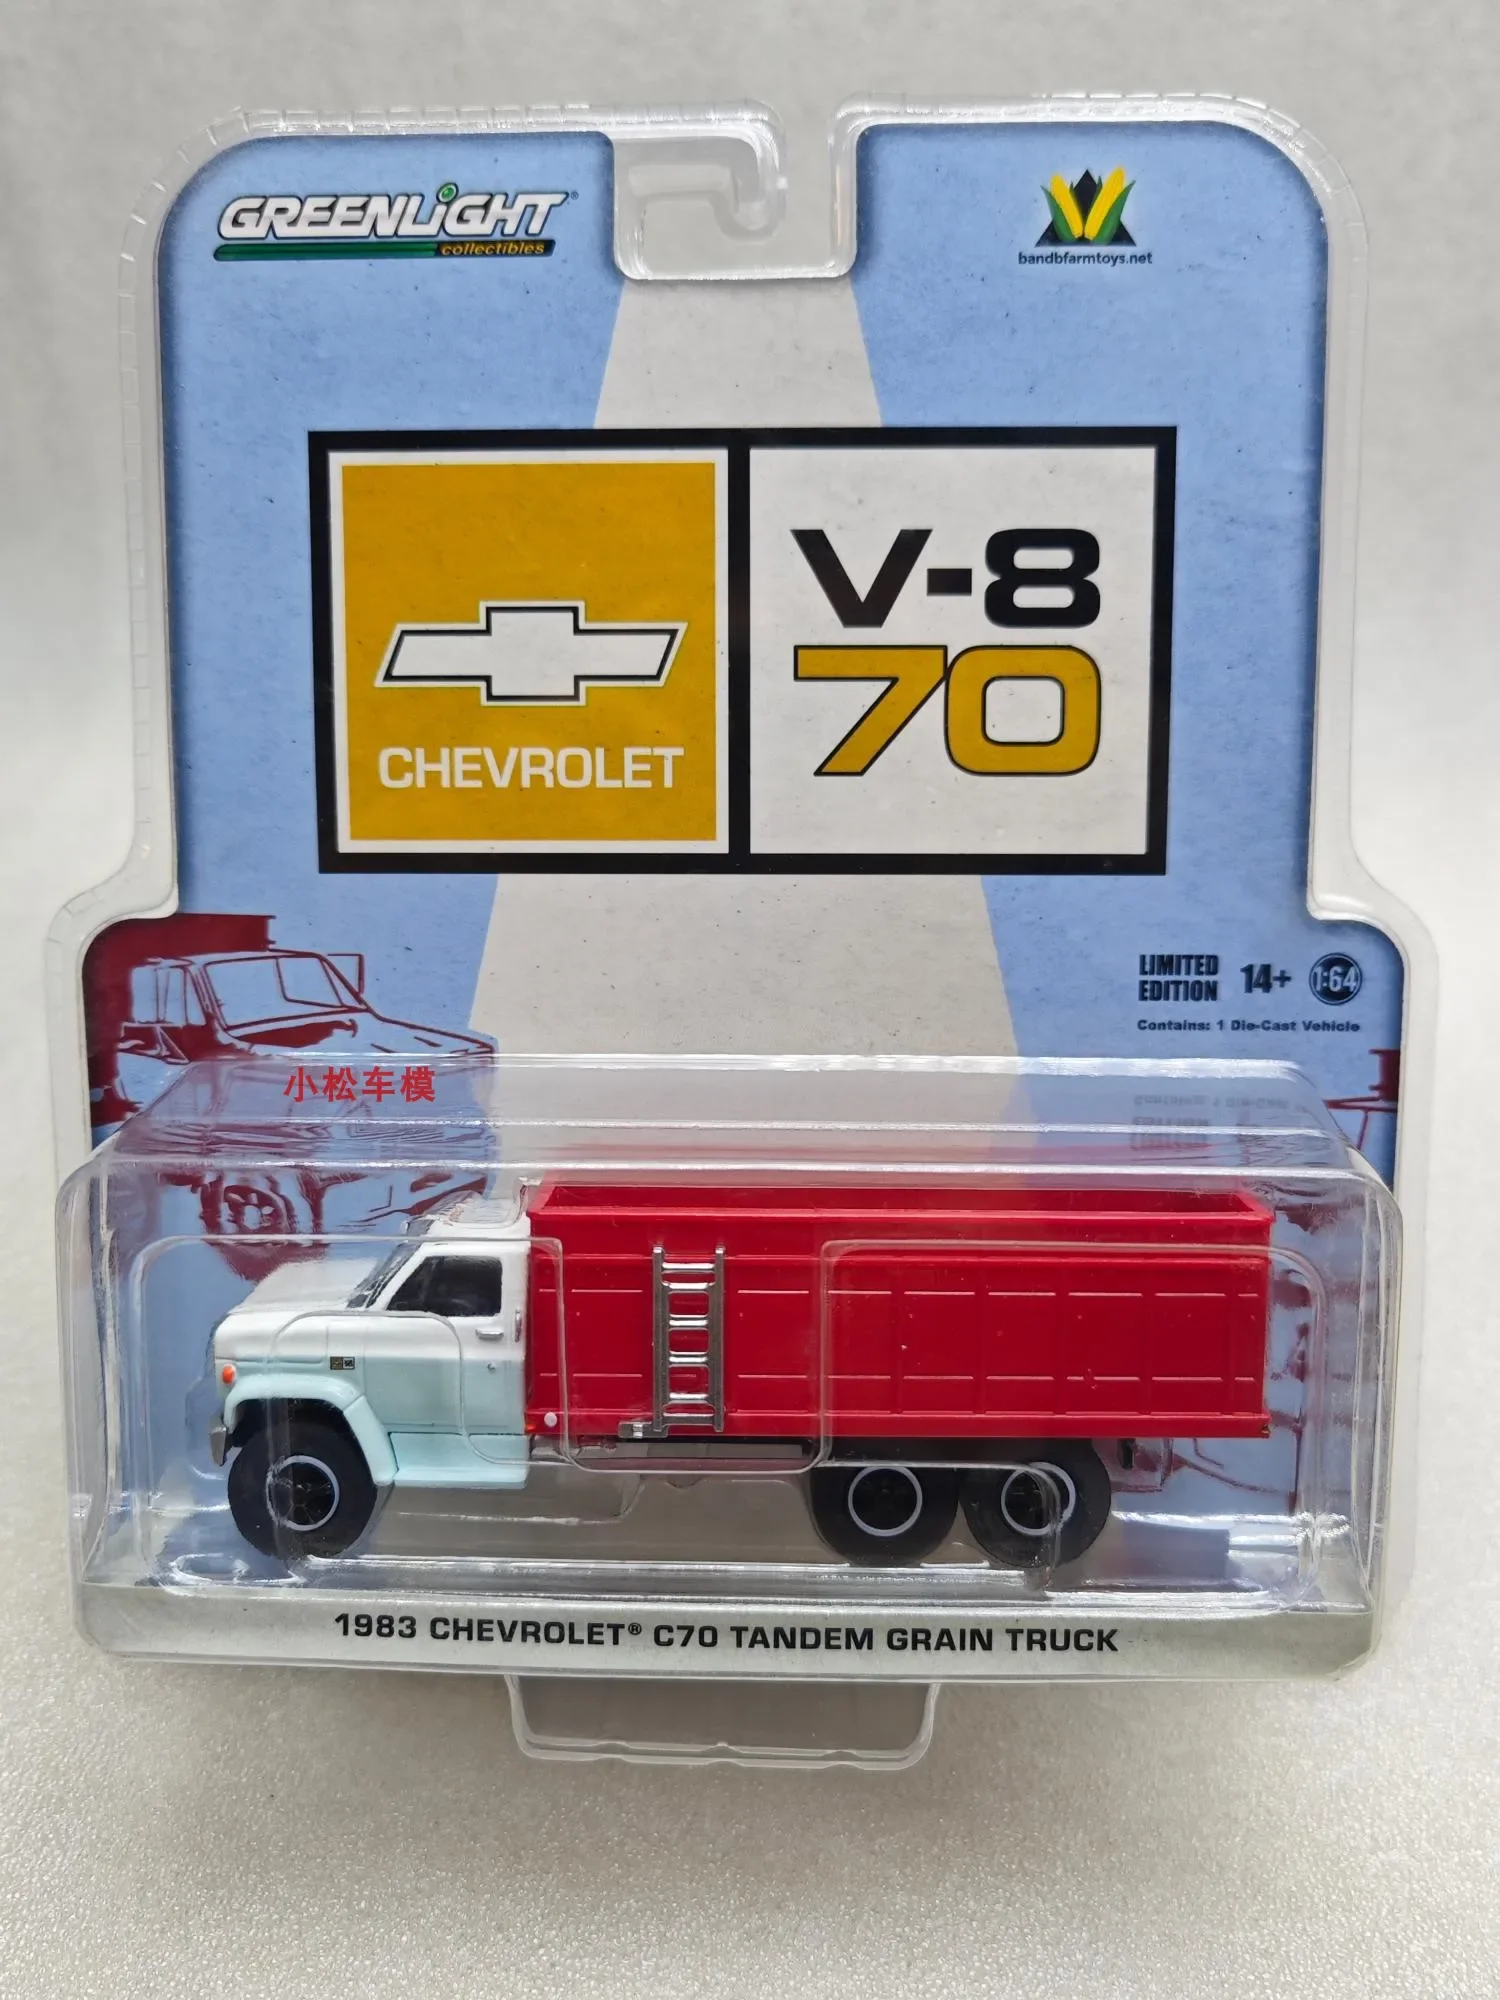 GREENLiGHT®
collectibles
bandbfarmtoys.net
CHEVROLET
V-8
70
LIMITED
EDITION
14+
1:64
Contains: 1 Die-Cast Vehicle
小松车模
1983 CHEVROLET® C70 TANDEM GRAIN TRUCK